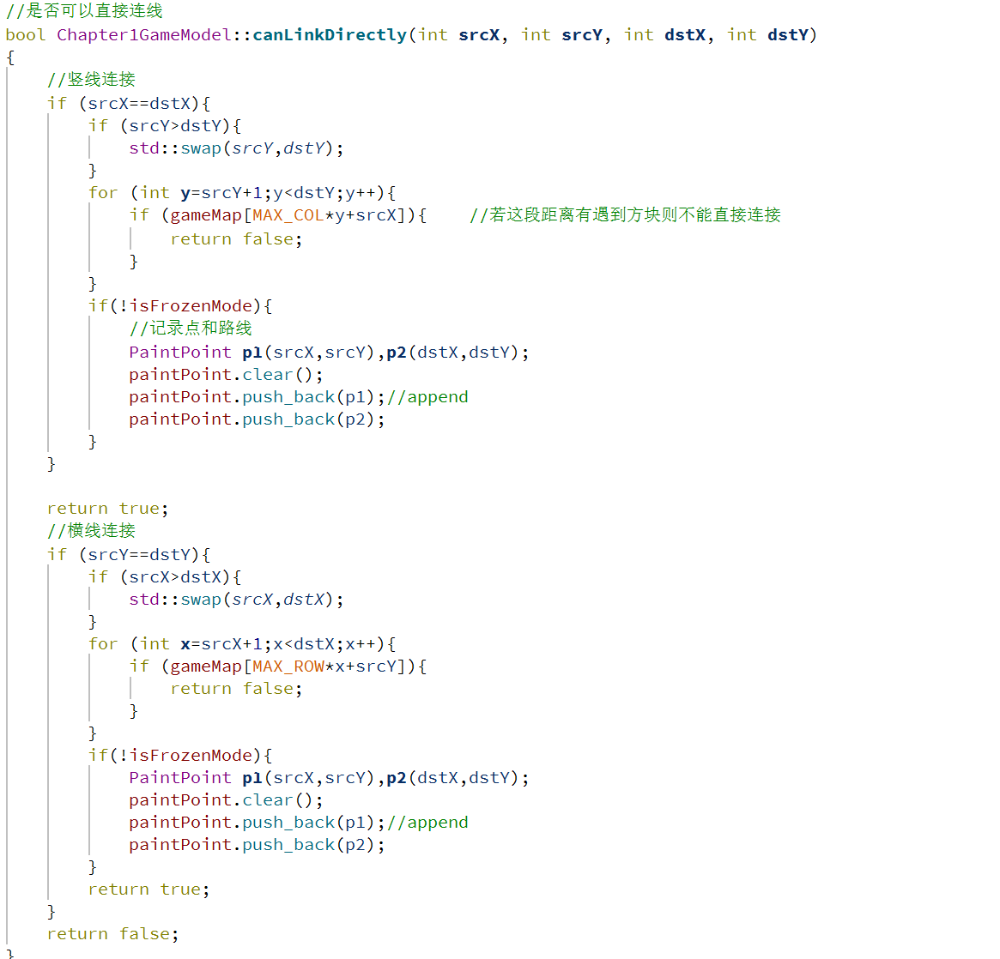 //是否可以直接连线
bool Chapter1GameModel::canLinkDirectly(int srcX, int srcY, int dstX, int dstY)
{
    //竖线连接
    if (srcX==dstX){
        if (srcY>dstY){
            std::swap(srcY,dstY);
        }
        for (int y=srcY+1;y<dstY;y++){
            if (gameMap[MAX_COL*y+srcX]){    //若这段距离有遇到方块则不能直接连接
                return false;
            }
        }
        if(!isFrozenMode){
            //记录点和路线
            PaintPoint p1(srcX,srcY),p2(dstX,dstY);
            paintPoint.clear();
            paintPoint.push_back(p1);//append
            paintPoint.push_back(p2);
        }
    }
    return true;
    //横线连接
    if (srcY==dstY){
        if (srcX>dstX){
            std::swap(srcX,dstX);
        }
        for (int x=srcX+1;x<dstX;x++){
            if (gameMap[MAX_ROW*x+srcY]){
                return false;
            }
        }
        if(!isFrozenMode){
            PaintPoint p1(srcX,srcY),p2(dstX,dstY);
            paintPoint.clear();
            paintPoint.push_back(p1);//append
            paintPoint.push_back(p2);
        }
        return true;
    }
    return false;
}